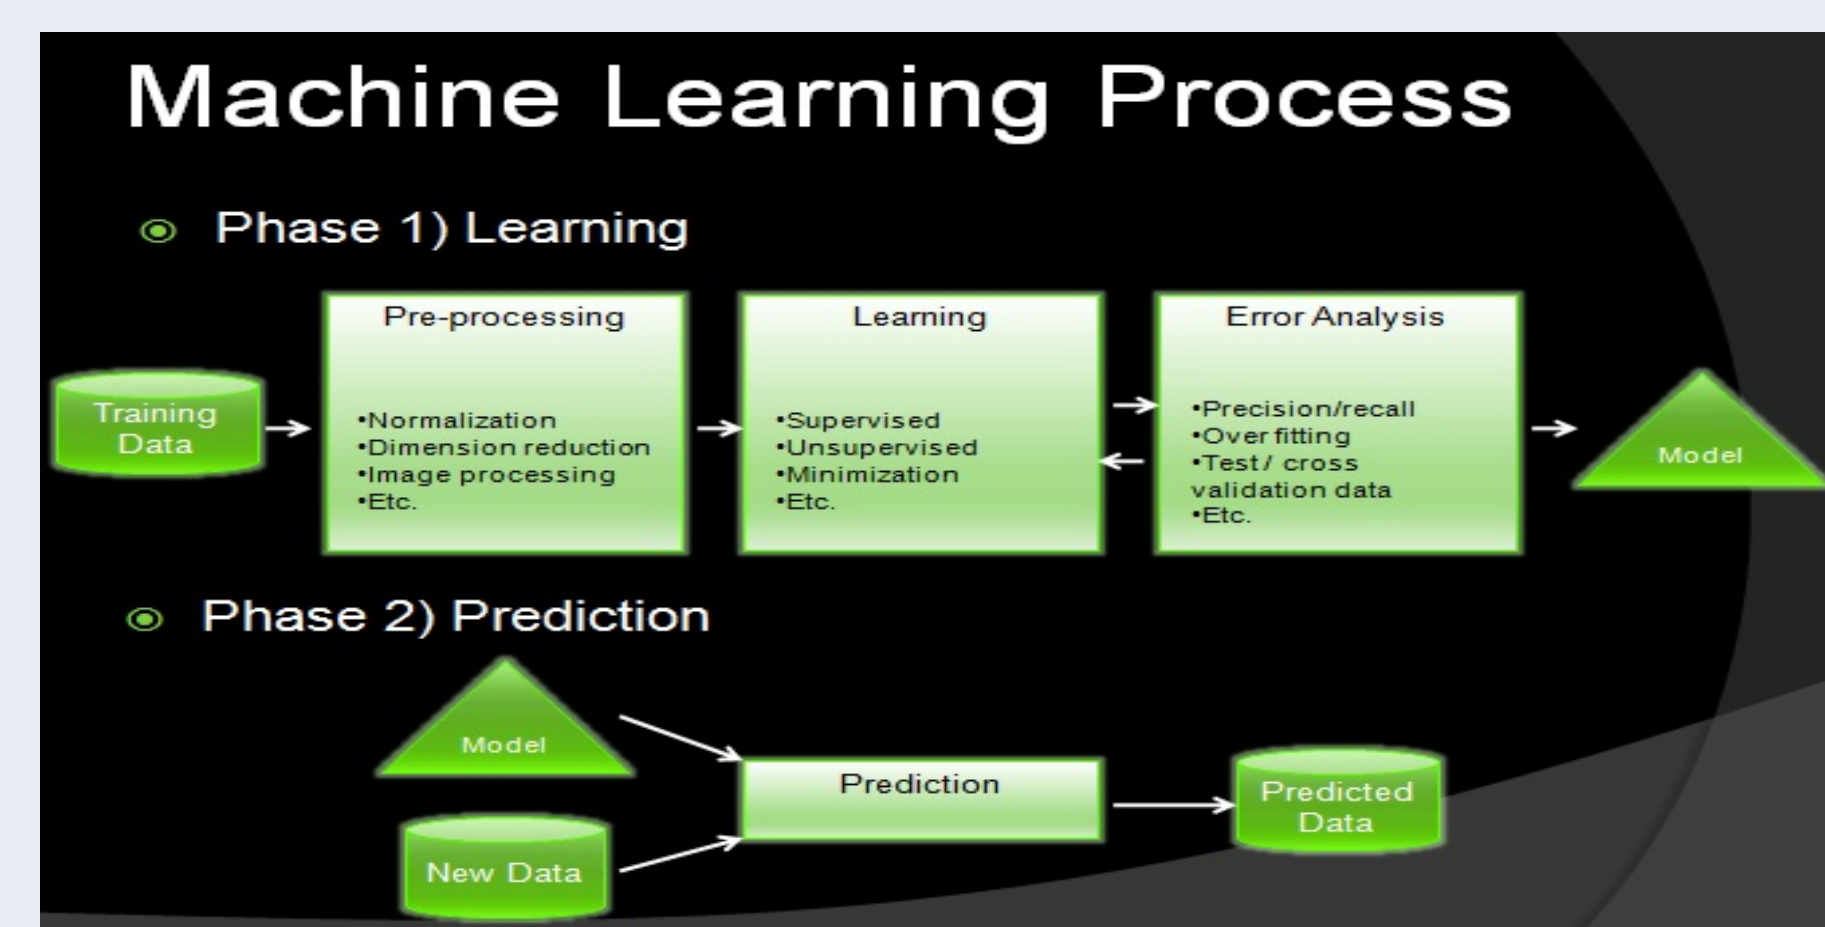 Machine Learning Process
Phase 1) Learning
Training
Data
Pre-processing
•Normalization
•Dimension reduction
•Image processing
•Etc.
Learning
•Supervised
•Unsupervised
•Minimization
•Etc.
Error Analysis
•Precision/recall
•Over fitting
•Test / cross
validation data
•Etc.
Model
Phase 2) Prediction
Model
New Data
Prediction
Predicted
Data